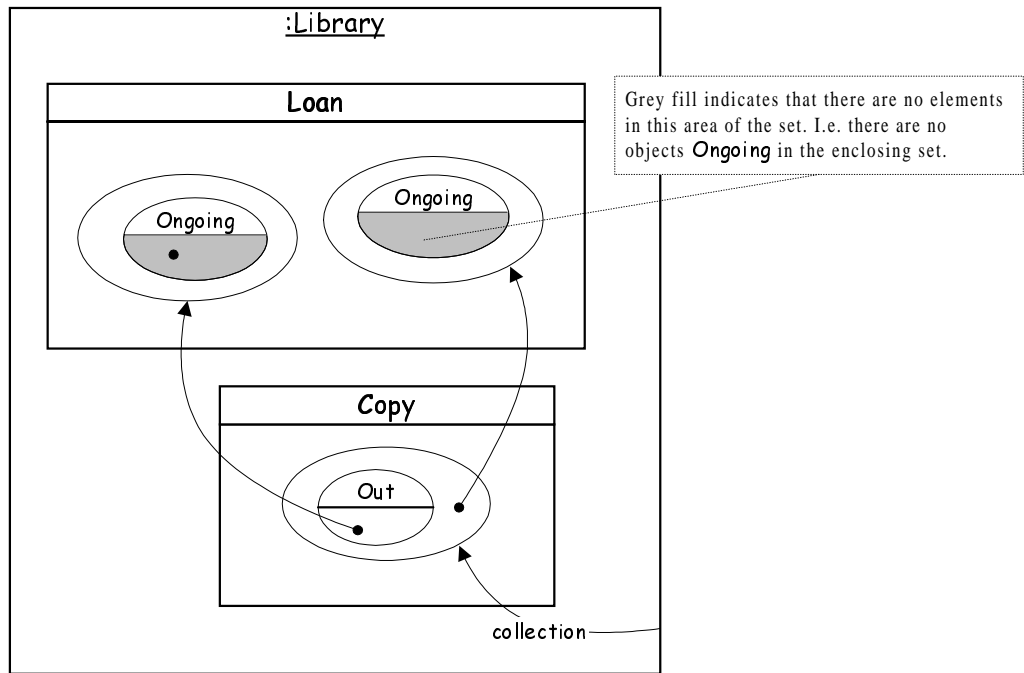 :Library
Loan
Grey fill indicates that there are no elements
in this area of the set. I.e. there are no
objects Ongoing in the enclosing set.
Ongoing
Ongoing
Copy
Out
collection